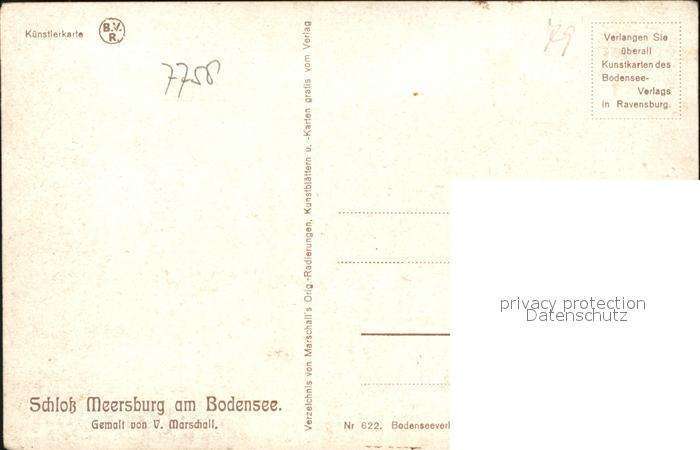 Künstlerkarte
B.V.
R.
7758
49
Verlangen Sie
überall
Kunstkarten des
Bodensee-
Verlags
in Ravensburg.
Verzeichnis von Marschall's Orig.-Radierungen, Kunstblättern u. -Karten gratis vom Verlag
privacy protection
Datenschutz
Schloß Meersburg am Bodensee.
Gemalt von V. Marschall.
Nr 622. Bodenseeverl